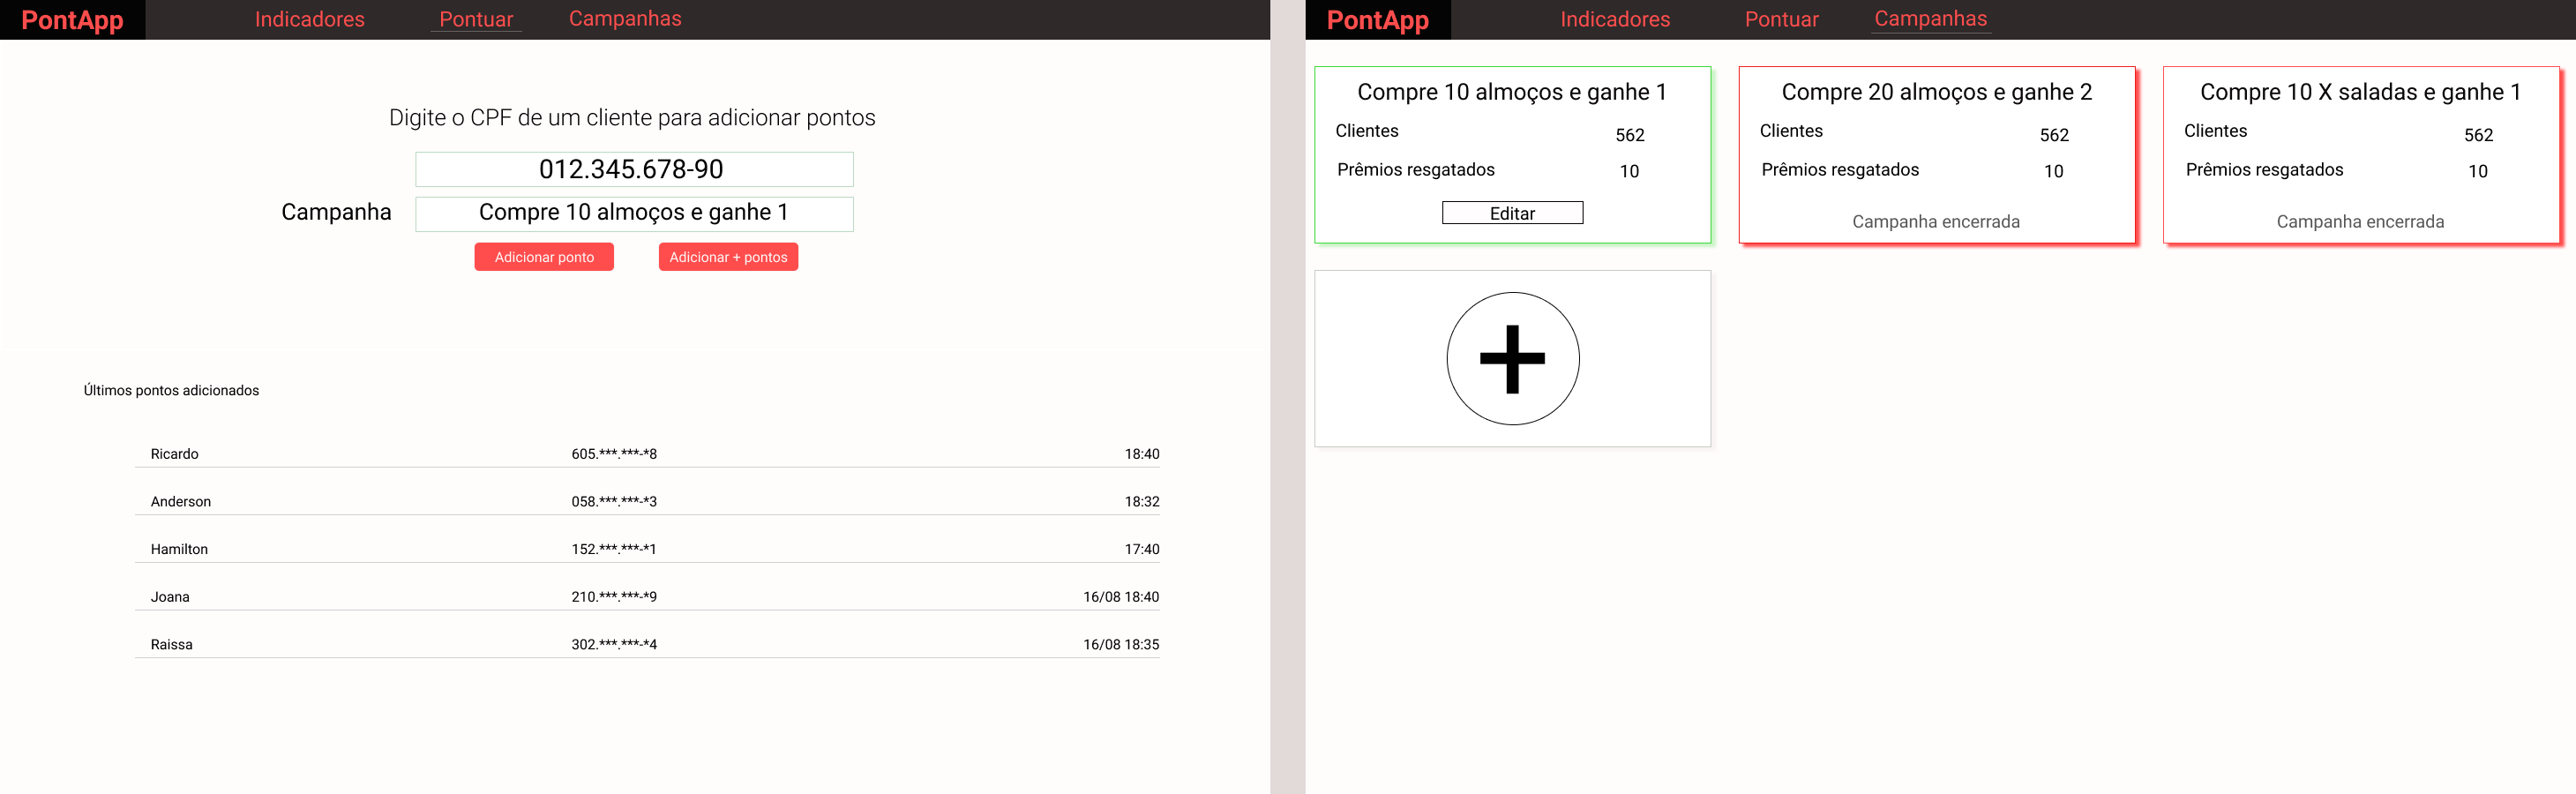 PontApp Indicadores Pontuar Campanhas
Digite o CPF de um cliente para adicionar pontos
012.345.678-90
Campanha Compre 10 almoços e ganhe 1
Adicionar ponto Adicionar + pontos
Últimos pontos adicionados
Ricardo 605.***.***-*8 18:40
Anderson 058.***.***-*3 18:32
Hamilton 152.***.***-*1 17:40
Joana 210.***.***-*9 16/08 18:40
Raissa 302.***.***-*4 16/08 18:35
PontApp Indicadores Pontuar Campanhas
Compre 10 almoços e ganhe 1
Clientes 562
Prêmios resgatados 10
Editar
Compre 20 almoços e ganhe 2
Clientes 562
Prêmios resgatados 10
Campanha encerrada
Compre 10 X saladas e ganhe 1
Clientes 562
Prêmios resgatados 10
Campanha encerrada